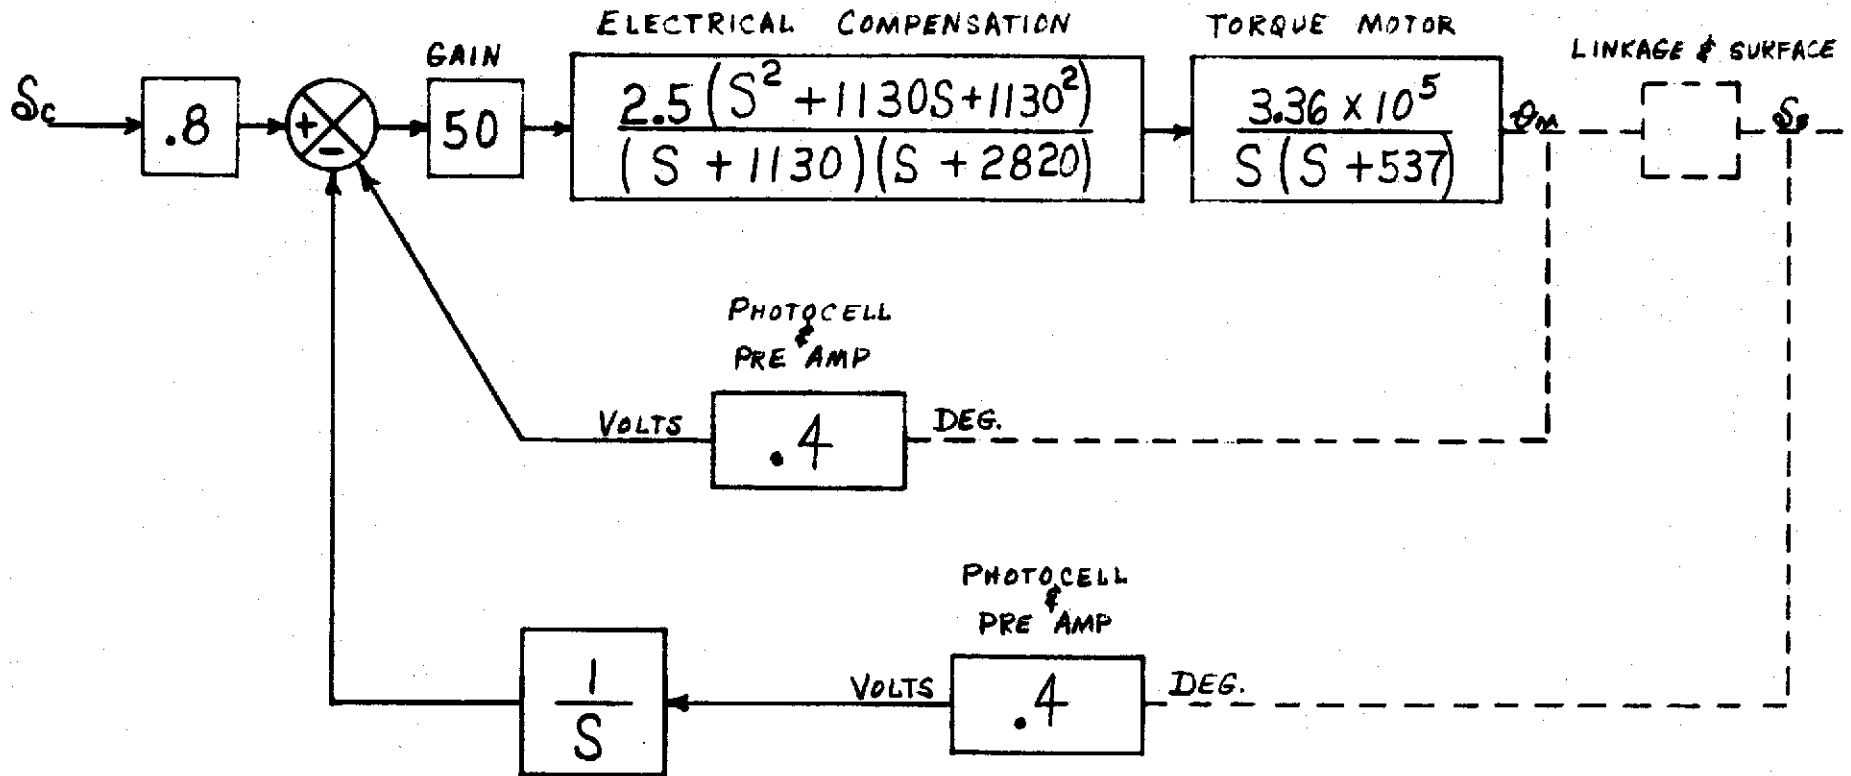 ELECTRICAL COMPENSATION
TORQUE MOTOR
LINKAGE & SURFACE
GAIN
δc
.8
+
-
50
2.5 (S² + 1130S + 1130²)
(S + 1130)(S + 2820)
3.36 × 10⁵
S (S + 537)
θm
δs
PHOTOCELL
&
PRE AMP
VOLTS
.4
DEG.
PHOTOCELL
&
PRE AMP
1
S
VOLTS
.4
DEG.